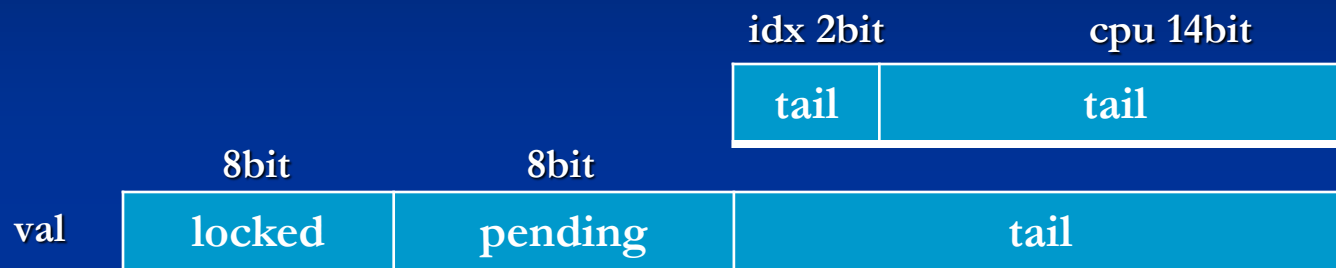 idx 2bit cpu 14bit
tail tail
8bit 8bit
val locked pending tail